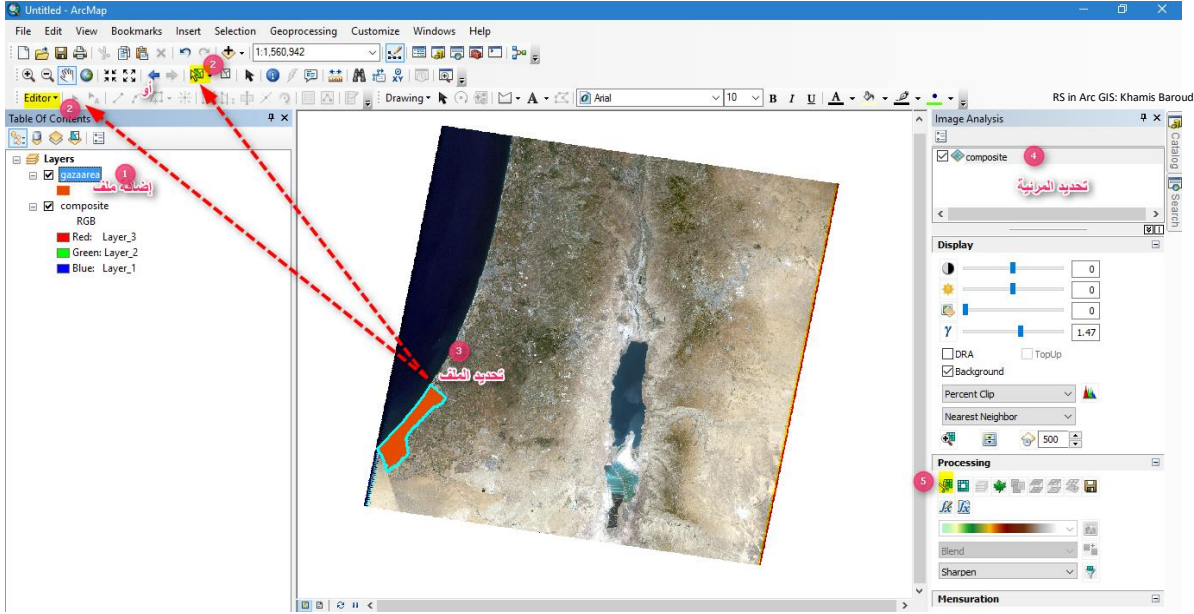 Untitled - ArcMap
File Edit View Bookmarks Insert Selection Geoprocessing Customize Windows Help
1:1,560,942
2
أو
Editor
2
Drawing
A
Arial
10
B I U A
RS in Arc GIS: Khamis Baroud
Table Of Contents
Layers
gazaarea
1
إضافة ملف
composite
RGB
Red: Layer_3
Green: Layer_2
Blue: Layer_1
3
تحديد الملف
Image Analysis
composite
4
تحديد المرئية
Catalog
Search
Display
0
0
0
γ 1.47
DRA TopUp
Background
Percent Clip
Nearest Neighbor
500
Processing
5
fx fx
Blend
Sharpen
Mensuration